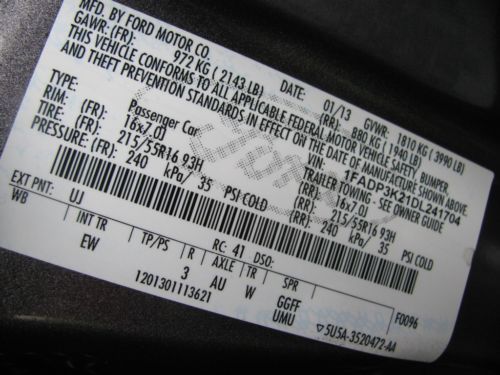 MFD. BY FORD MOTOR CO.
DATE: 01/13 GVWR: 1810 KG (3990 LB)
GAWR: (FR): 972 KG (2143 LB) (RR): 880 KG (1940 LB)
THIS VEHICLE CONFORMS TO ALL APPLICABLE FEDERAL MOTOR VEHICLE SAFETY, BUMPER,
AND THEFT PREVENTION STANDARDS IN EFFECT ON THE DATE OF MANUFACTURE SHOWN ABOVE.
VIN: 1FADP3K21DL241704
TYPE: Passenger Car TRAILER TOWING - SEE OWNER GUIDE
RIM: (FR): 16x7.0J (RR): 16x7.0J
TIRE: (FR): 215/55R16 93H (RR): 215/55R16 93H
PRESSURE: (FR): 240 kPa/ 35 PSI COLD (RR): 240 kPa/ 35 PSI COLD
EXT PNT: UJ RC: 41 DSO: F0096
WB INT TR TP/PS R AXLE TR SPR
EW 3 AU W GGFF
1201301113621 UMU ▽5U5A-3520472-AA